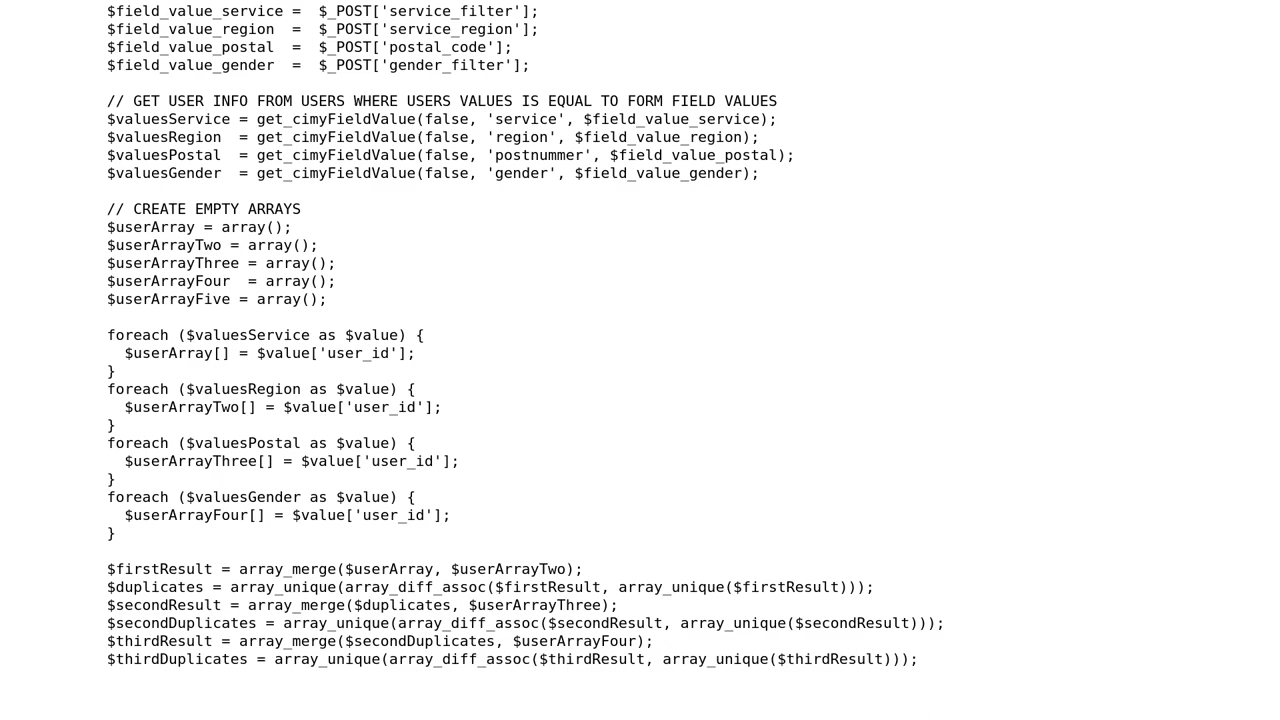 $field_value_service =  $_POST['service_filter'];
$field_value_region  =  $_POST['service_region'];
$field_value_postal  =  $_POST['postal_code'];
$field_value_gender  =  $_POST['gender_filter'];

// GET USER INFO FROM USERS WHERE USERS VALUES IS EQUAL TO FORM FIELD VALUES
$valuesService = get_cimyFieldValue(false, 'service', $field_value_service);
$valuesRegion  = get_cimyFieldValue(false, 'region', $field_value_region);
$valuesPostal  = get_cimyFieldValue(false, 'postnummer', $field_value_postal);
$valuesGender  = get_cimyFieldValue(false, 'gender', $field_value_gender);

// CREATE EMPTY ARRAYS
$userArray = array();
$userArrayTwo = array();
$userArrayThree = array();
$userArrayFour  = array();
$userArrayFive = array();

foreach ($valuesService as $value) {
  $userArray[] = $value['user_id'];
}
foreach ($valuesRegion as $value) {
  $userArrayTwo[] = $value['user_id'];
}
foreach ($valuesPostal as $value) {
  $userArrayThree[] = $value['user_id'];
}
foreach ($valuesGender as $value) {
  $userArrayFour[] = $value['user_id'];
}

$firstResult = array_merge($userArray, $userArrayTwo);
$duplicates = array_unique(array_diff_assoc($firstResult, array_unique($firstResult)));
$secondResult = array_merge($duplicates, $userArrayThree);
$secondDuplicates = array_unique(array_diff_assoc($secondResult, array_unique($secondResult)));
$thirdResult = array_merge($secondDuplicates, $userArrayFour);
$thirdDuplicates = array_unique(array_diff_assoc($thirdResult, array_unique($thirdResult)));